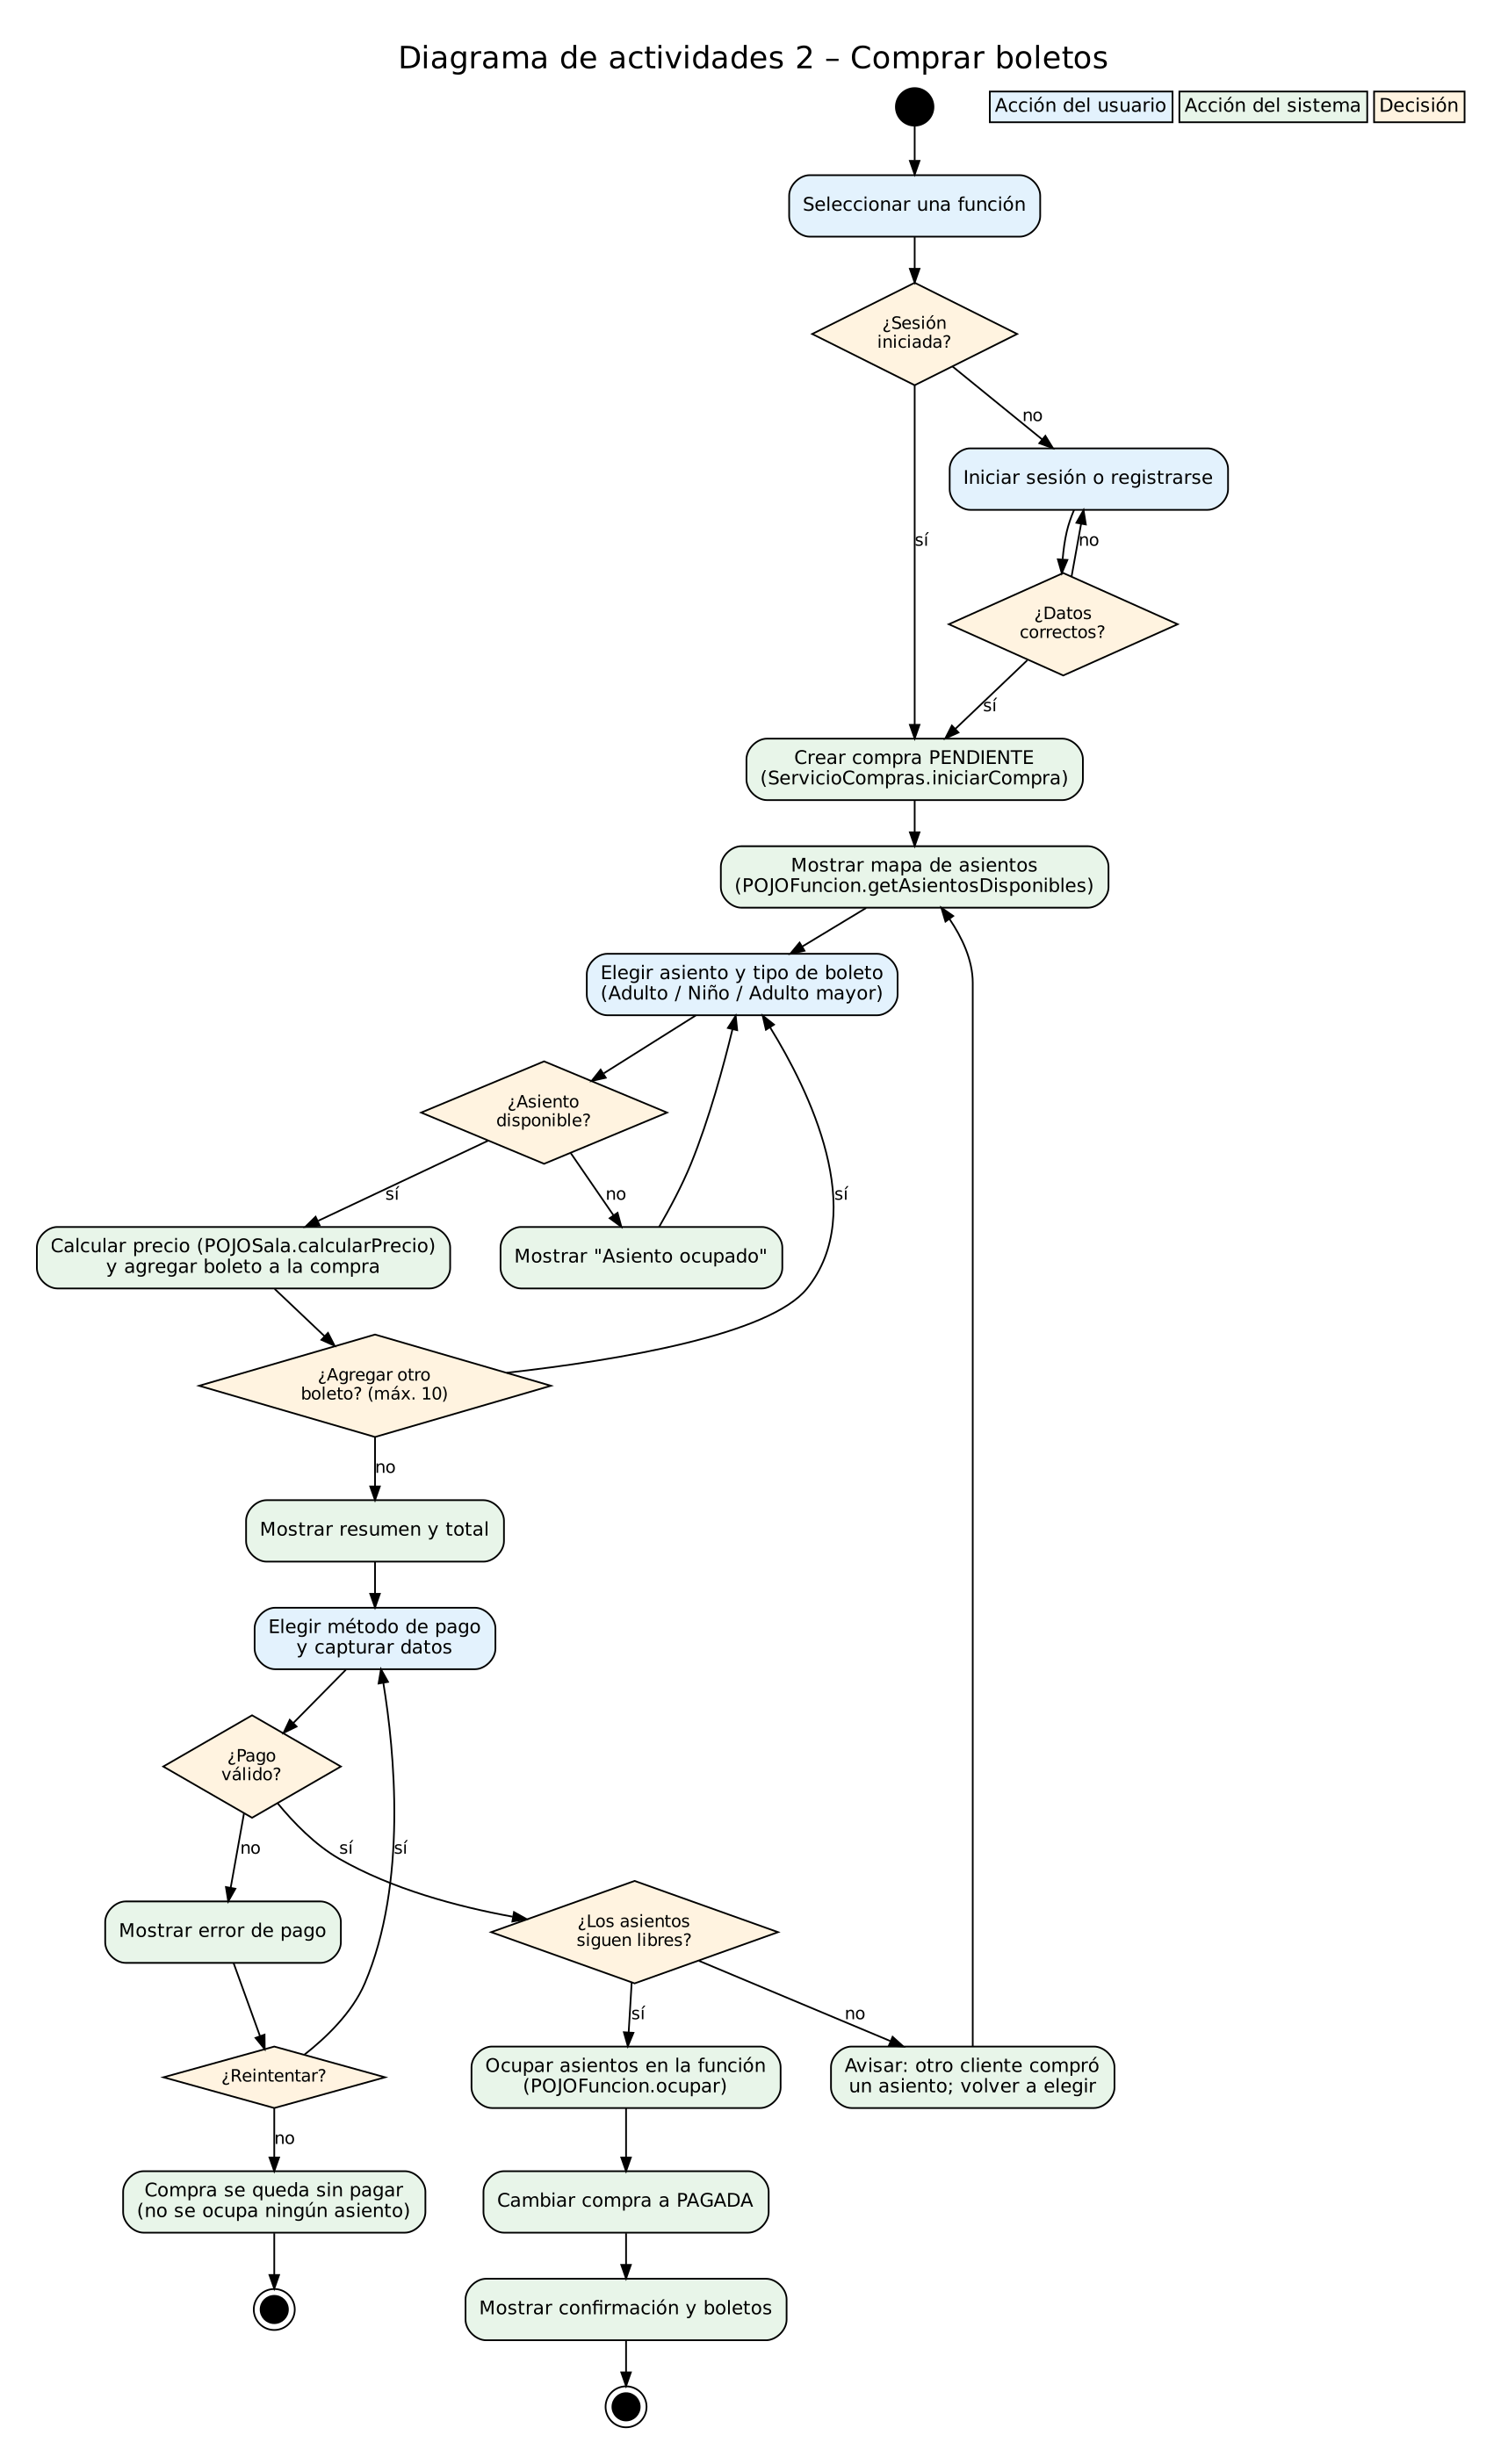 Diagrama de actividades 2 – Comprar boletos
Acción del usuario
Acción del sistema
Decisión
Seleccionar una función
¿Sesión
iniciada?
no
Iniciar sesión o registrarse
sí
no
¿Datos
correctos?
sí
Crear compra PENDIENTE
(ServicioCompras.iniciarCompra)
Mostrar mapa de asientos
(POJOFuncion.getAsientosDisponibles)
Elegir asiento y tipo de boleto
(Adulto / Niño / Adulto mayor)
¿Asiento
disponible?
sí
no
sí
Calcular precio (POJOSala.calcularPrecio)
y agregar boleto a la compra
Mostrar "Asiento ocupado"
¿Agregar otro
boleto? (máx. 10)
no
Mostrar resumen y total
Elegir método de pago
y capturar datos
¿Pago
válido?
no
sí
sí
Mostrar error de pago
¿Los asientos
siguen libres?
sí
no
¿Reintentar?
Ocupar asientos en la función
(POJOFuncion.ocupar)
Avisar: otro cliente compró
un asiento; volver a elegir
no
Compra se queda sin pagar
(no se ocupa ningún asiento)
Cambiar compra a PAGADA
Mostrar confirmación y boletos